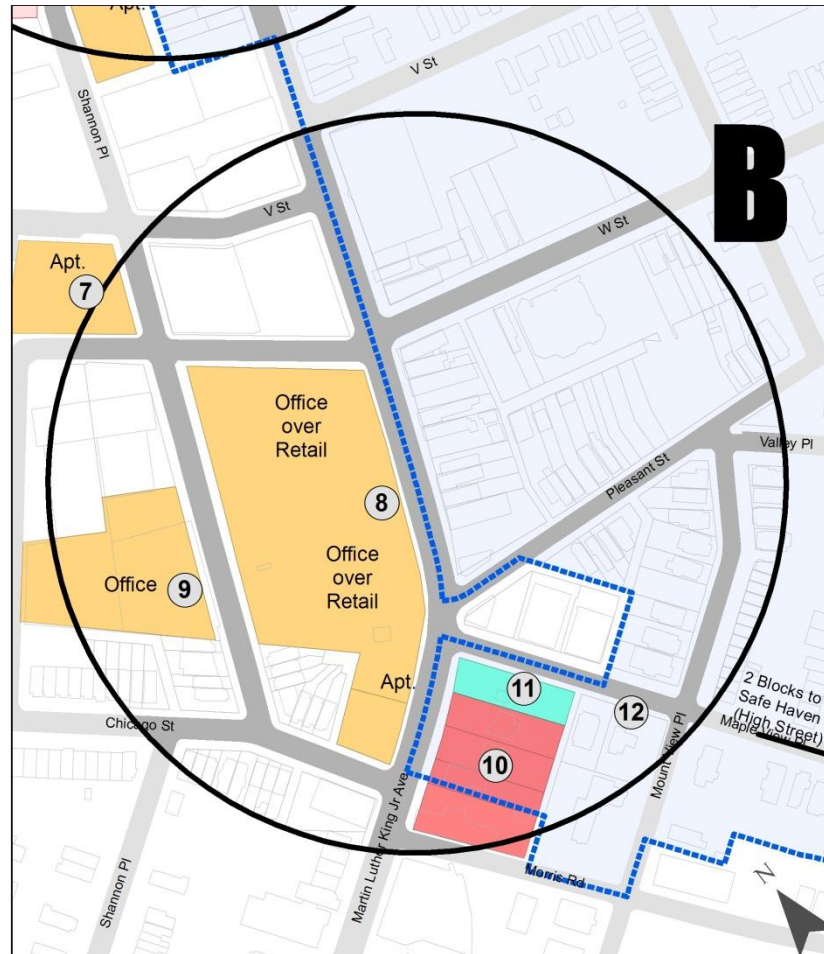 Apt.
V St
Shannon Pl
B
V St
W St
Apt.
7
Office
over
Retail
Valley Pl
8
Pleasant St
Office
over
Retail
Office
9
11
Apt.
12
2 Blocks to
Safe Haven
(High Street)
Maple View Pl
Chicago St
10
Mount View Pl
Martin Luther King Jr Ave
Shannon Pl
Morris Rd
N